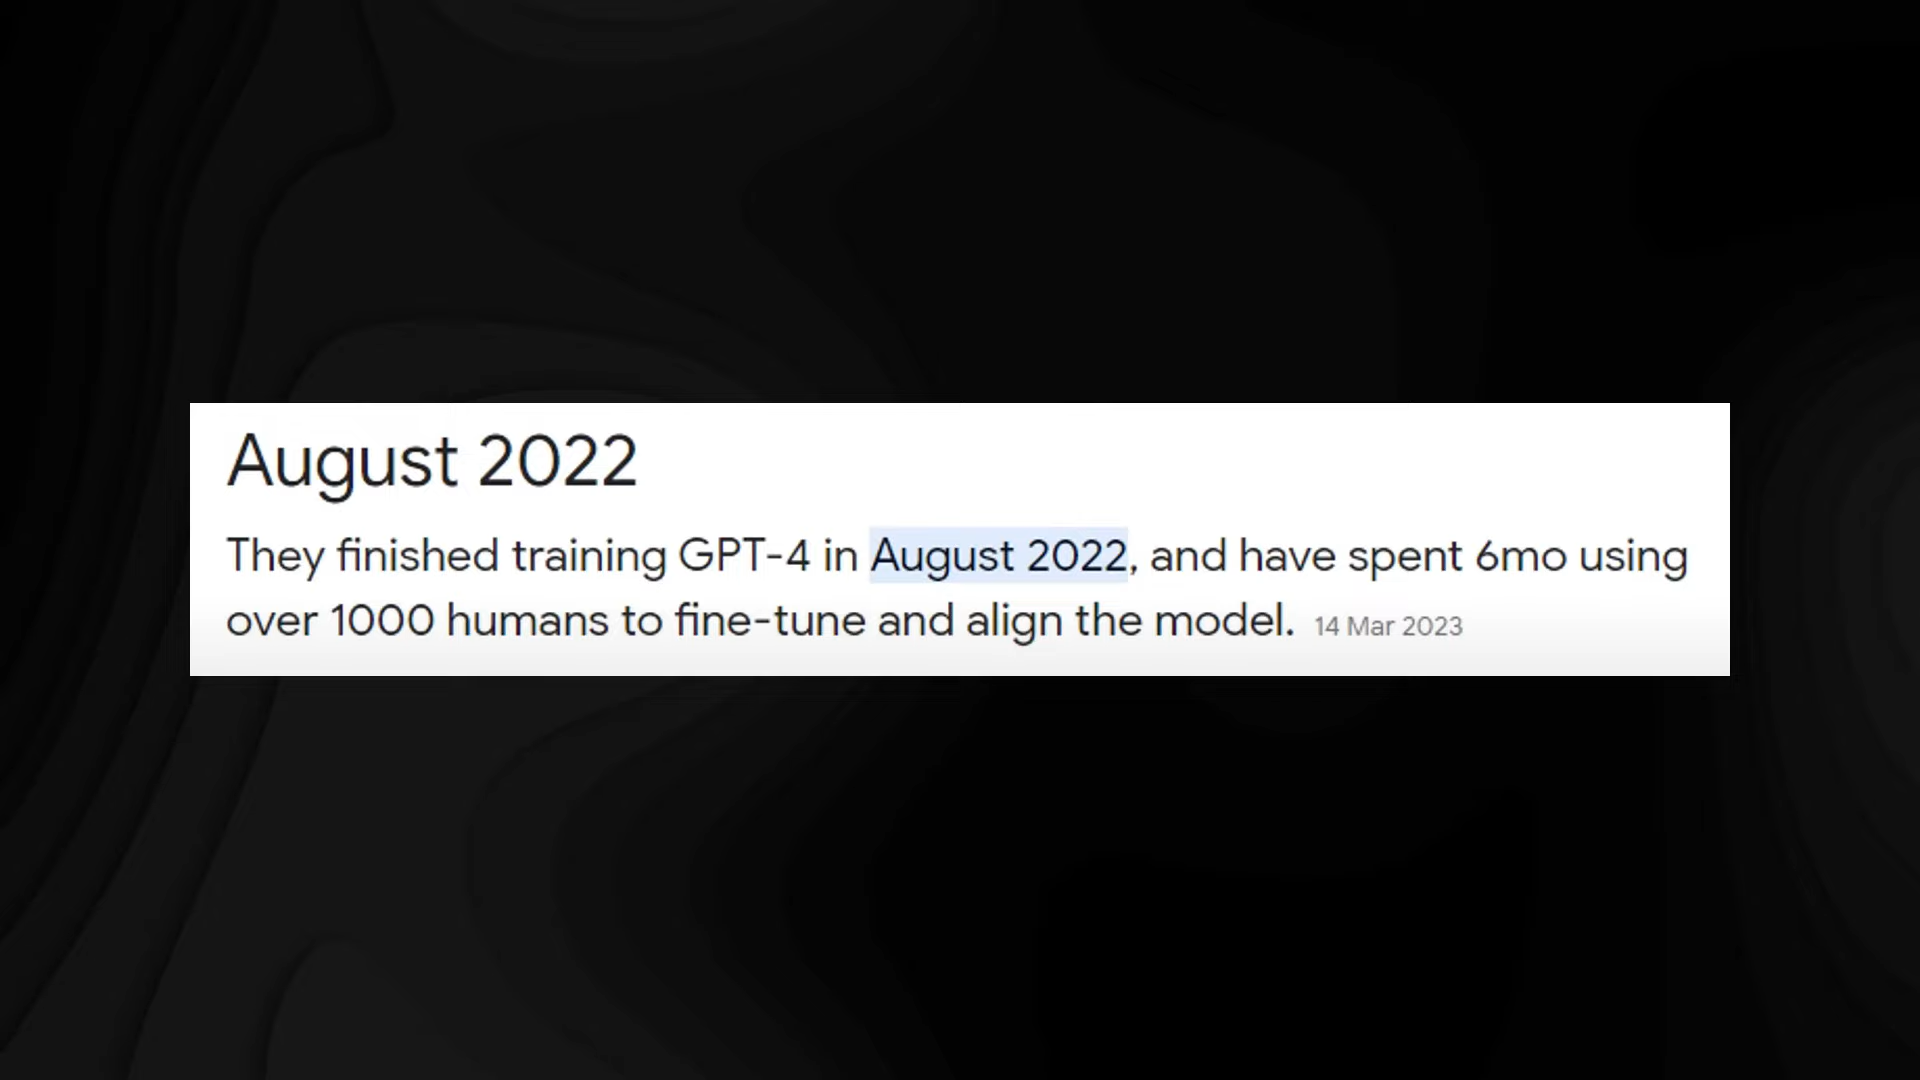 August 2022
They finished training GPT-4 in August 2022, and have spent 6mo using
over 1000 humans to fine-tune and align the model. 14 Mar 2023